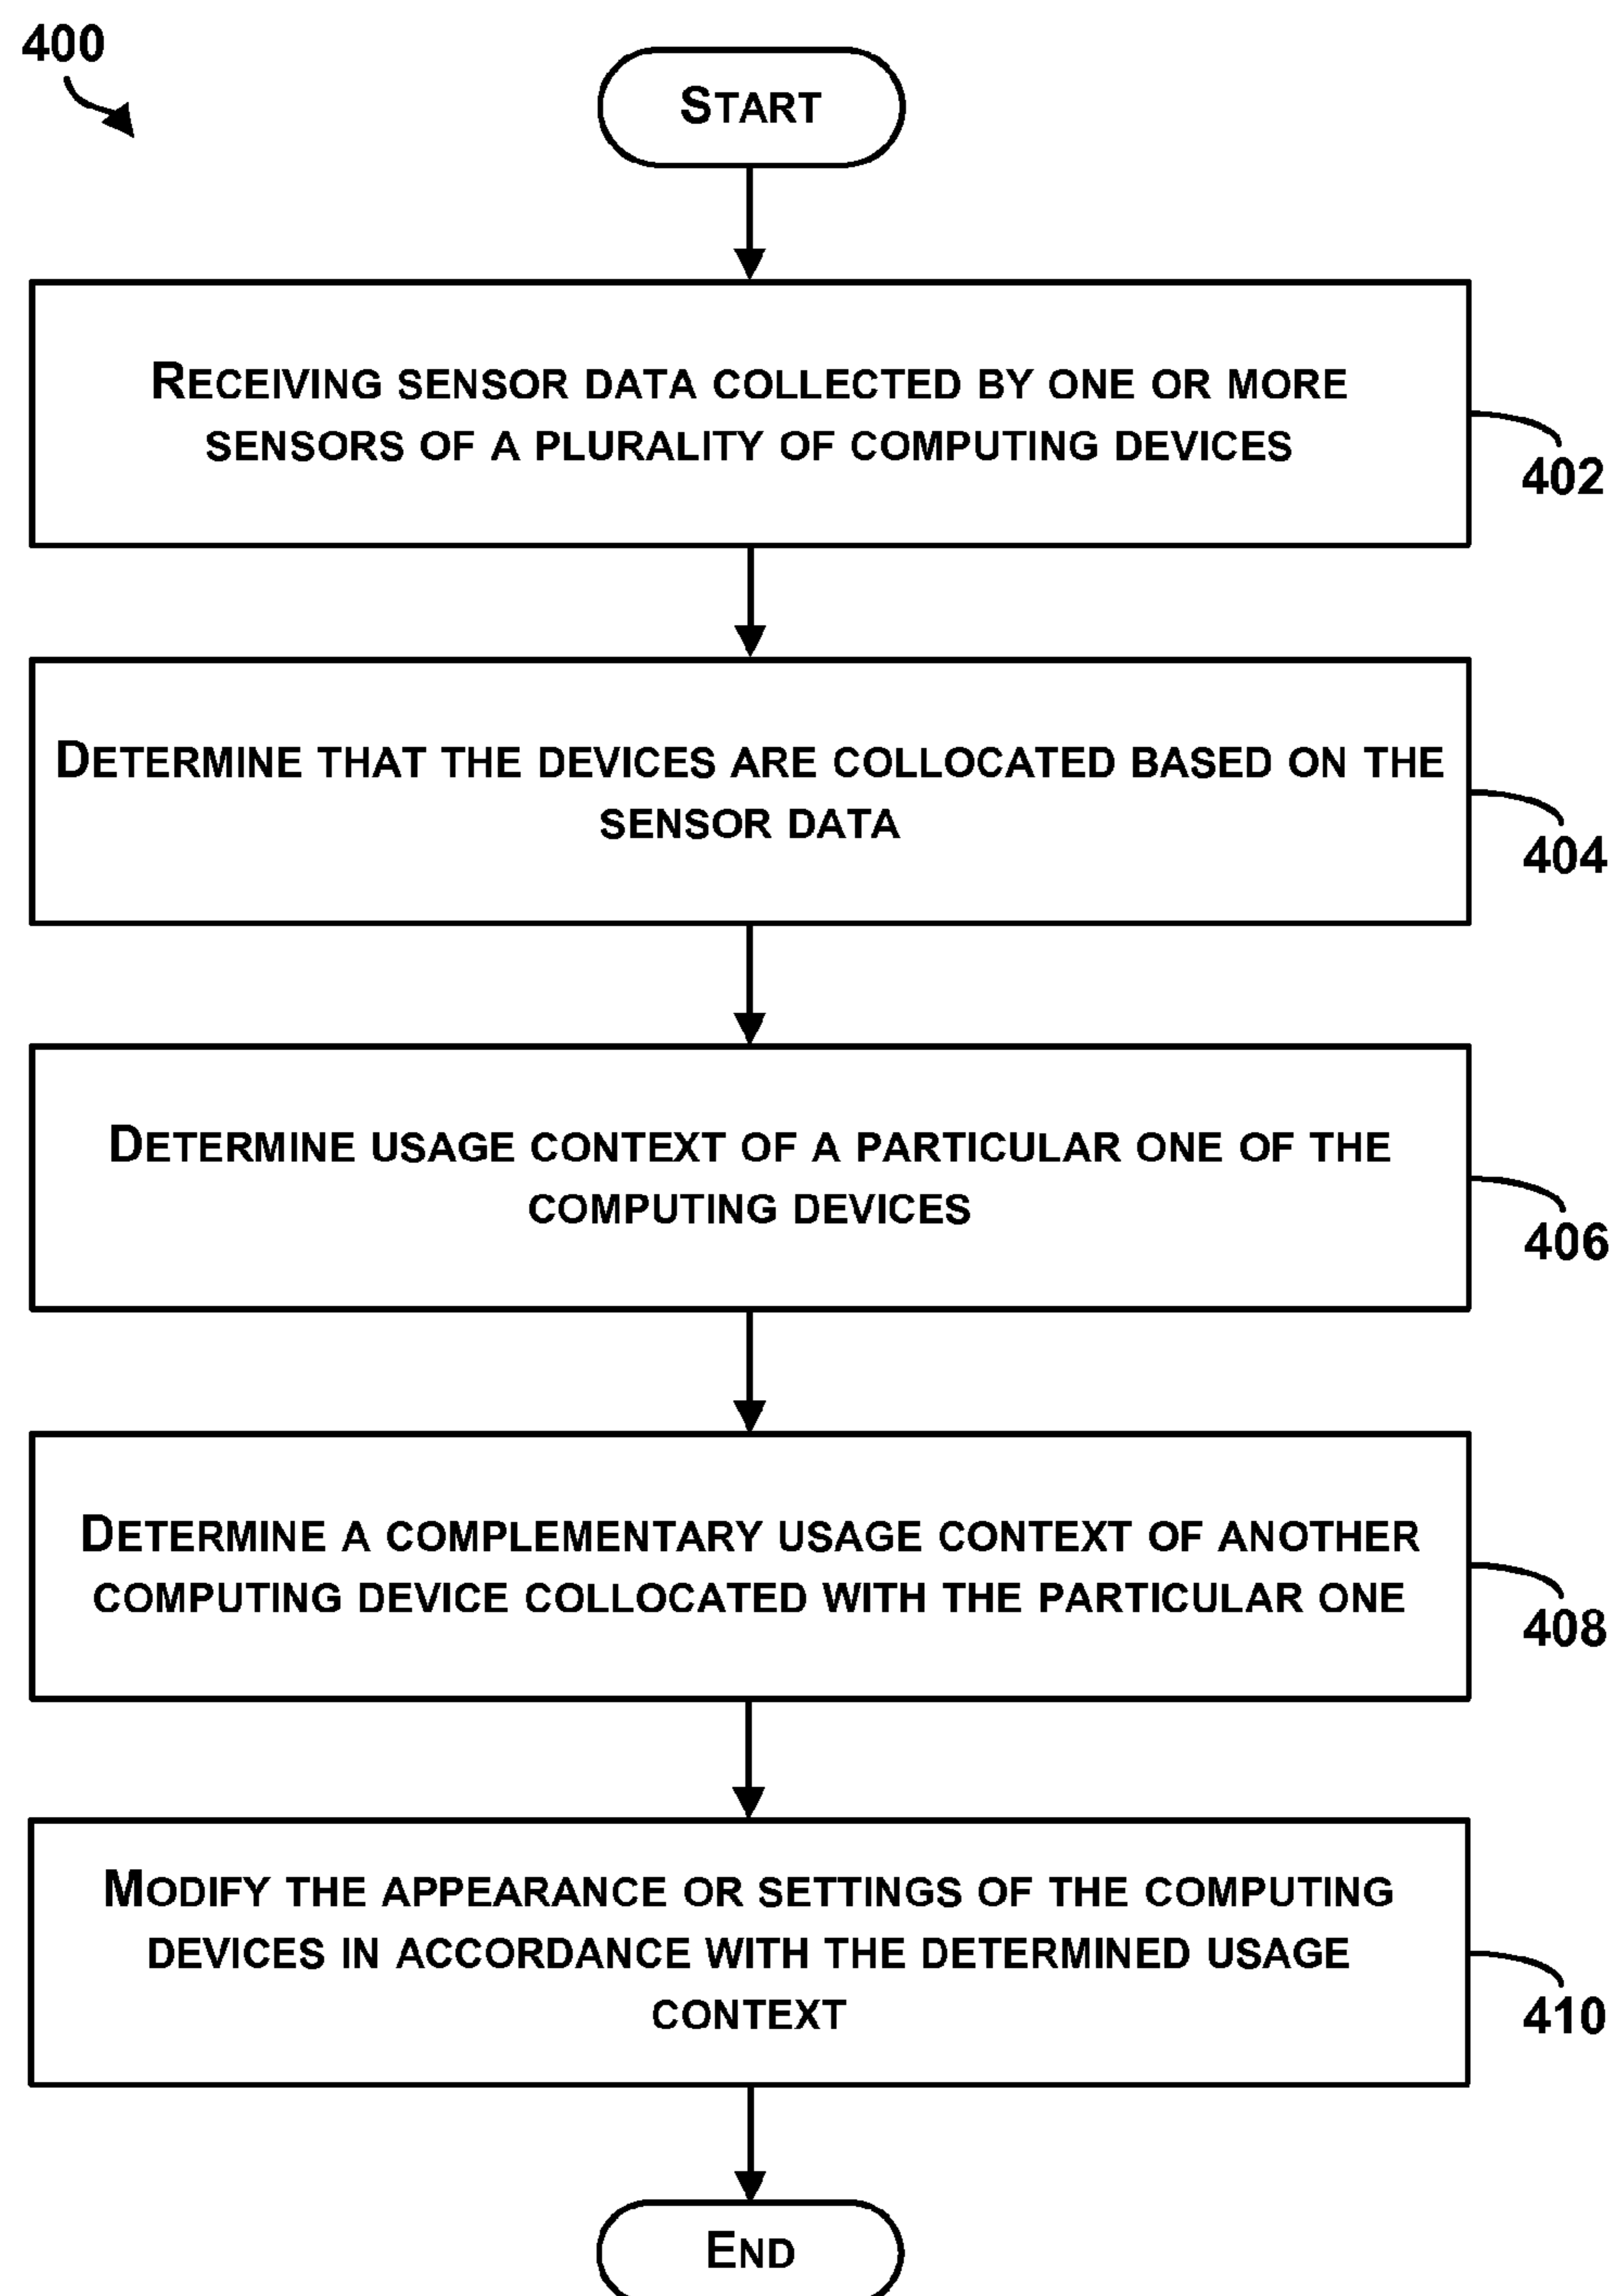 400
START
RECEIVING SENSOR DATA COLLECTED BY ONE OR MORE
SENSORS OF A PLURALITY OF COMPUTING DEVICES
402
DETERMINE THAT THE DEVICES ARE COLLOCATED BASED ON THE
SENSOR DATA
404
DETERMINE USAGE CONTEXT OF A PARTICULAR ONE OF THE
COMPUTING DEVICES
406
DETERMINE A COMPLEMENTARY USAGE CONTEXT OF ANOTHER
COMPUTING DEVICE COLLOCATED WITH THE PARTICULAR ONE
408
MODIFY THE APPEARANCE OR SETTINGS OF THE COMPUTING
DEVICES IN ACCORDANCE WITH THE DETERMINED USAGE
CONTEXT
410
END